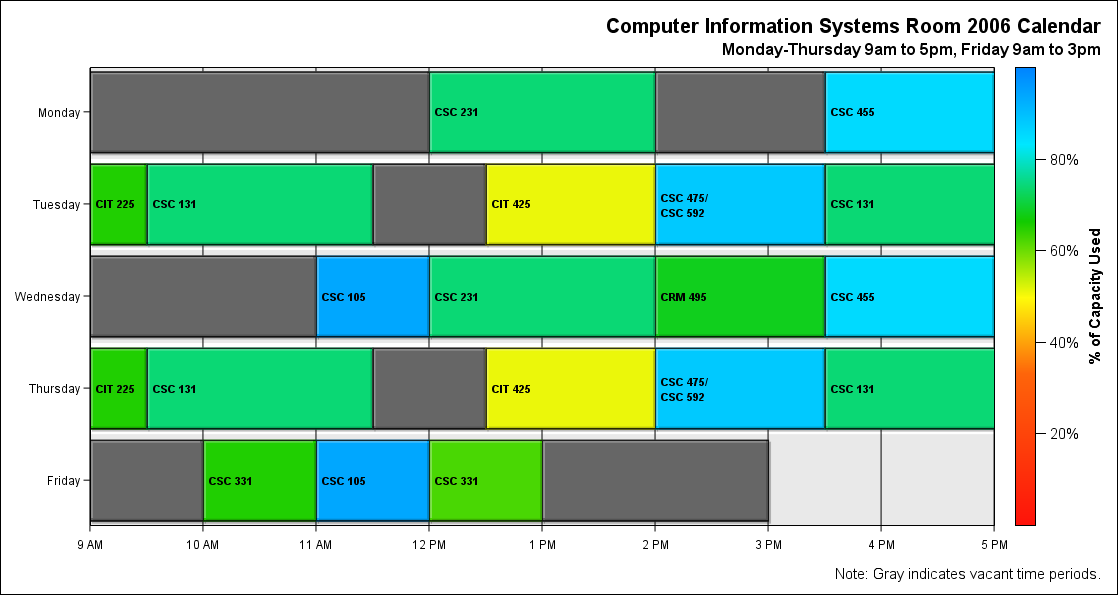 Computer Information Systems Room 2006 Calendar
Monday-Thursday 9am to 5pm, Friday 9am to 3pm
Monday
CSC 231
CSC 455
Tuesday
CIT 225
CSC 131
CIT 425
CSC 475/
CSC 592
CSC 131
Wednesday
CSC 105
CSC 231
CRM 495
CSC 455
Thursday
CIT 225
CSC 131
CIT 425
CSC 475/
CSC 592
CSC 131
Friday
CSC 331
CSC 105
CSC 331
9 AM
10 AM
11 AM
12 PM
1 PM
2 PM
3 PM
4 PM
5 PM
80%
60%
40%
20%
% of Capacity Used
Note: Gray indicates vacant time periods.